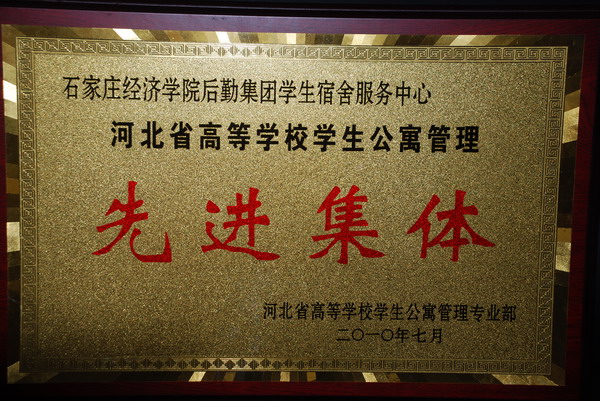 石家庄经济学院后勤集团学生宿舍服务中心
河北省高等学校学生公寓管理
先进集体
河北省高等学校学生公寓管理专业部
二〇一〇年七月